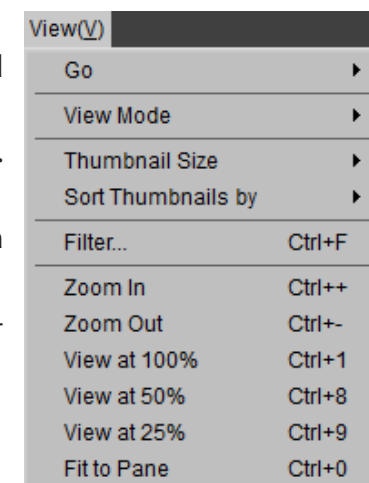 View(V)
Go
View Mode
Thumbnail Size
Sort Thumbnails by
Filter... Ctrl+F
Zoom In Ctrl++
Zoom Out Ctrl+-
View at 100% Ctrl+1
View at 50% Ctrl+8
View at 25% Ctrl+9
Fit to Pane Ctrl+0